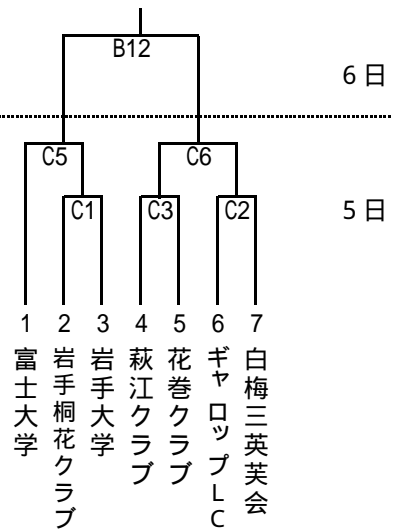 B12
6日
C5
C6
C1
C3
C2
5日
1
2
3
4
5
6
7
富士大学
岩手桐花クラブ
岩手大学
萩江クラブ
花巻クラブ
ギャロップLC
白梅三英芙会